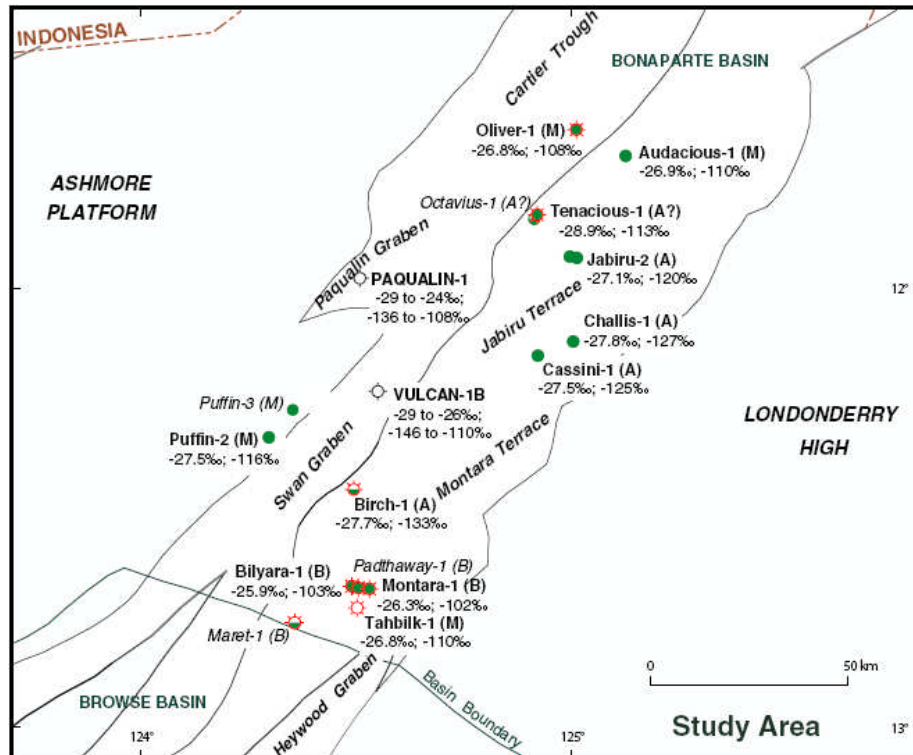 INDONESIA
Cartier Trough
BONAPARTE BASIN
Oliver-1 (M)
-26.8‰; -108‰
Audacious-1 (M)
-26.9‰; -110‰
ASHMORE
PLATFORM
Octavius-1 (A?)
Tenacious-1 (A?)
-28.9‰; -113‰
Paqualin Graben
Jabiru-2 (A)
-27.1‰; -120‰
PAQUALIN-1
-29 to -24‰;
-136 to -108‰
12°
Jabiru Terrace
Challis-1 (A)
-27.8‰; -127‰
Cassini-1 (A)
-27.5‰; -125‰
VULCAN-1B
-29 to -26‰;
-146 to -110‰
Puffin-3 (M)
Puffin-2 (M)
-27.5‰; -116‰
LONDONDERRY
HIGH
Swan Graben
Montara Terrace
Birch-1 (A)
-27.7‰; -133‰
Padthaway-1 (B)
Bilyara-1 (B)
-25.9‰; -103‰
Montara-1 (B)
-26.3‰; -102‰
Tahbilk-1 (M)
-26.8‰; -110‰
Maret-1 (B)
0 50 km
Heywood Graben
Basin Boundary
BROWSE BASIN
Study Area
124° 125° 13°